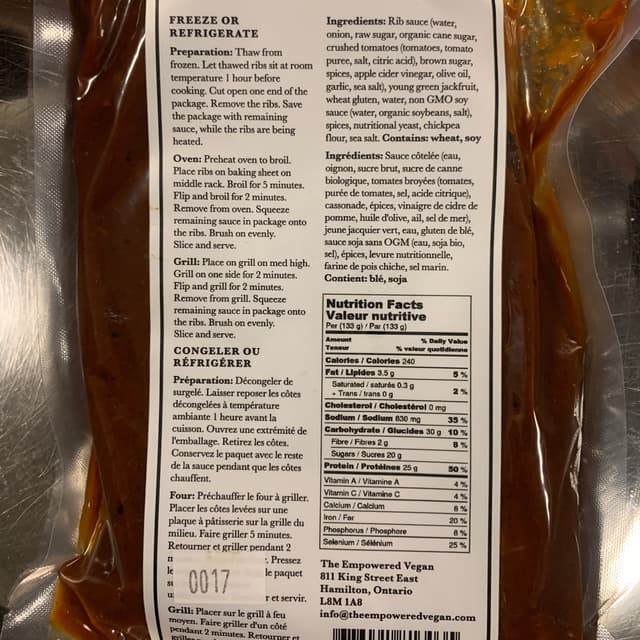 FREEZE OR
REFRIGERATE
Preparation: Thaw from
frozen. Let thawed ribs sit at room
temperature 1 hour before
cooking. Cut open one end of the
package. Remove the ribs. Save
the package with remaining
sauce, while the ribs are being
heated.
Oven: Preheat oven to broil.
Place ribs on baking sheet on
middle rack. Broil for 5 minutes.
Flip and broil for 2 minutes.
Remove from oven. Squeeze
remaining sauce in package onto
the ribs. Brush on evenly.
Slice and serve.
Grill: Place on grill on med high.
Grill on one side for 2 minutes.
Flip and grill for 2 minutes.
Remove from grill. Squeeze
remaining sauce in package onto
the ribs. Brush on evenly.
Slice and serve.
CONGELER OU
RÉFRIGÉRER
Préparation: Décongeler de
surgelé. Laisser reposer les côtes
décongelées à température
ambiante 1 heure avant la
cuisson. Ouvrez une extrémité de
l'emballage. Retirez les côtes.
Conservez le paquet avec le reste
de la sauce pendant que les côtes
chauffent.
Four: Préchauffer le four à griller.
Placer les côtes levées sur une
plaque à pâtisserie sur la grille du
milieu. Faire griller 5 minutes.
Retourner et griller pendant 2
Pressez
le paquet
0017
et servir.
Grill: Placer sur le grill à feu
moyen. Faire griller d'un côté
pendant 2 minutes. Retourner et
Ingredients: Rib sauce (water,
onion, raw sugar, organic cane sugar,
crushed tomatoes (tomatoes, tomato
puree, salt, citric acid), brown sugar,
spices, apple cider vinegar, olive oil,
garlic, sea salt), young green jackfruit,
wheat gluten, water, non GMO soy
sauce (water, organic soybeans, salt),
spices, nutritional yeast, chickpea
flour, sea salt. Contains: wheat, soy
Ingrédients: Sauce côtelée (eau,
oignon, sucre brut, sucre de canne
biologique, tomates broyées (tomates,
purée de tomates, sel, acide citrique),
cassonade, épices, vinaigre de cidre de
pomme, huile d'olive, ail, sel de mer),
jeune jacquier vert, eau, gluten de blé,
sauce soja sans OGM (eau, soja bio,
sel), épices, levure nutritionnelle,
farine de pois chiche, sel marin.
Contient: blé, soja
Nutrition Facts
Valeur nutritive
Per (133 g) / Par (133 g)
Amount % Daily Value
Teneur % valeur quotidienne
Calories / Calories 240
Fat / Lipides 3.5 g 5 %
Saturated / saturés 0.3 g
+ Trans / trans 0 g 2 %
Cholesterol / Cholestérol 0 mg
Sodium / Sodium 830 mg 35 %
Carbohydrate / Glucides 30 g 10 %
Fibre / Fibres 2 g 8 %
Sugars / Sucres 20 g
Protein / Protéines 25 g 50 %
Vitamin A / Vitamine A 4 %
Vitamin C / Vitamine C 4 %
Calcium / Calcium 8 %
Iron / Fer 20 %
Phosphorus / Phosphore 8 %
Selenium / Sélénium 25 %
The Empowered Vegan
811 King Street East
Hamilton, Ontario
L8M 1A8
info@theempoweredvegan.com